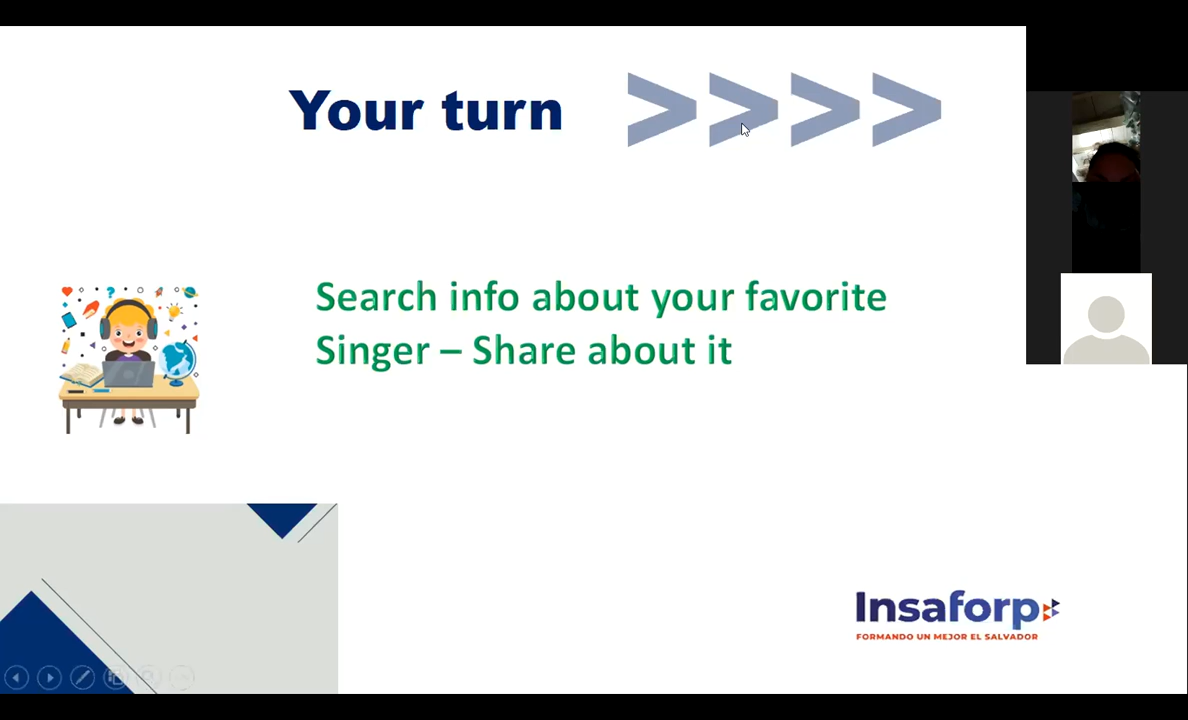 Your turn
Search info about your favorite
Singer – Share about it
Insaforp
FORMANDO UN MEJOR EL SALVADOR